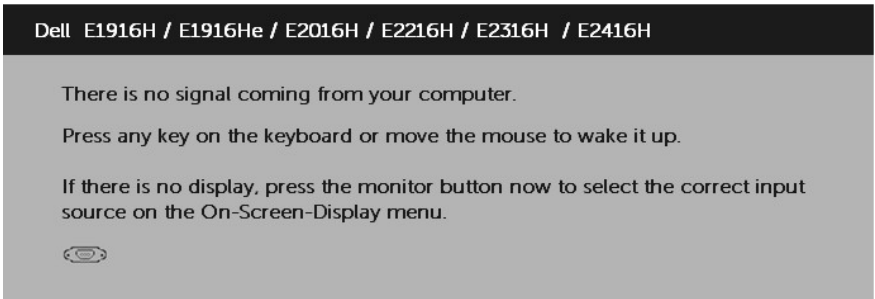 Dell E1916H / E1916He / E2016H / E2216H / E2316H / E2416H
There is no signal coming from your computer.
Press any key on the keyboard or move the mouse to wake it up.
If there is no display, press the monitor button now to select the correct input
source on the On-Screen-Display menu.